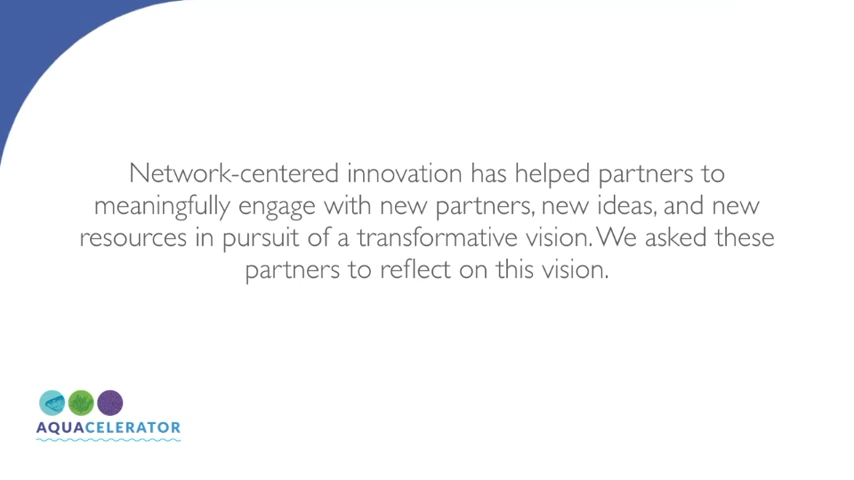 Network-centered innovation has helped partners to
meaningfully engage with new partners, new ideas, and new
resources in pursuit of a transformative vision. We asked these
partners to reflect on this vision.
AQUACELERATOR